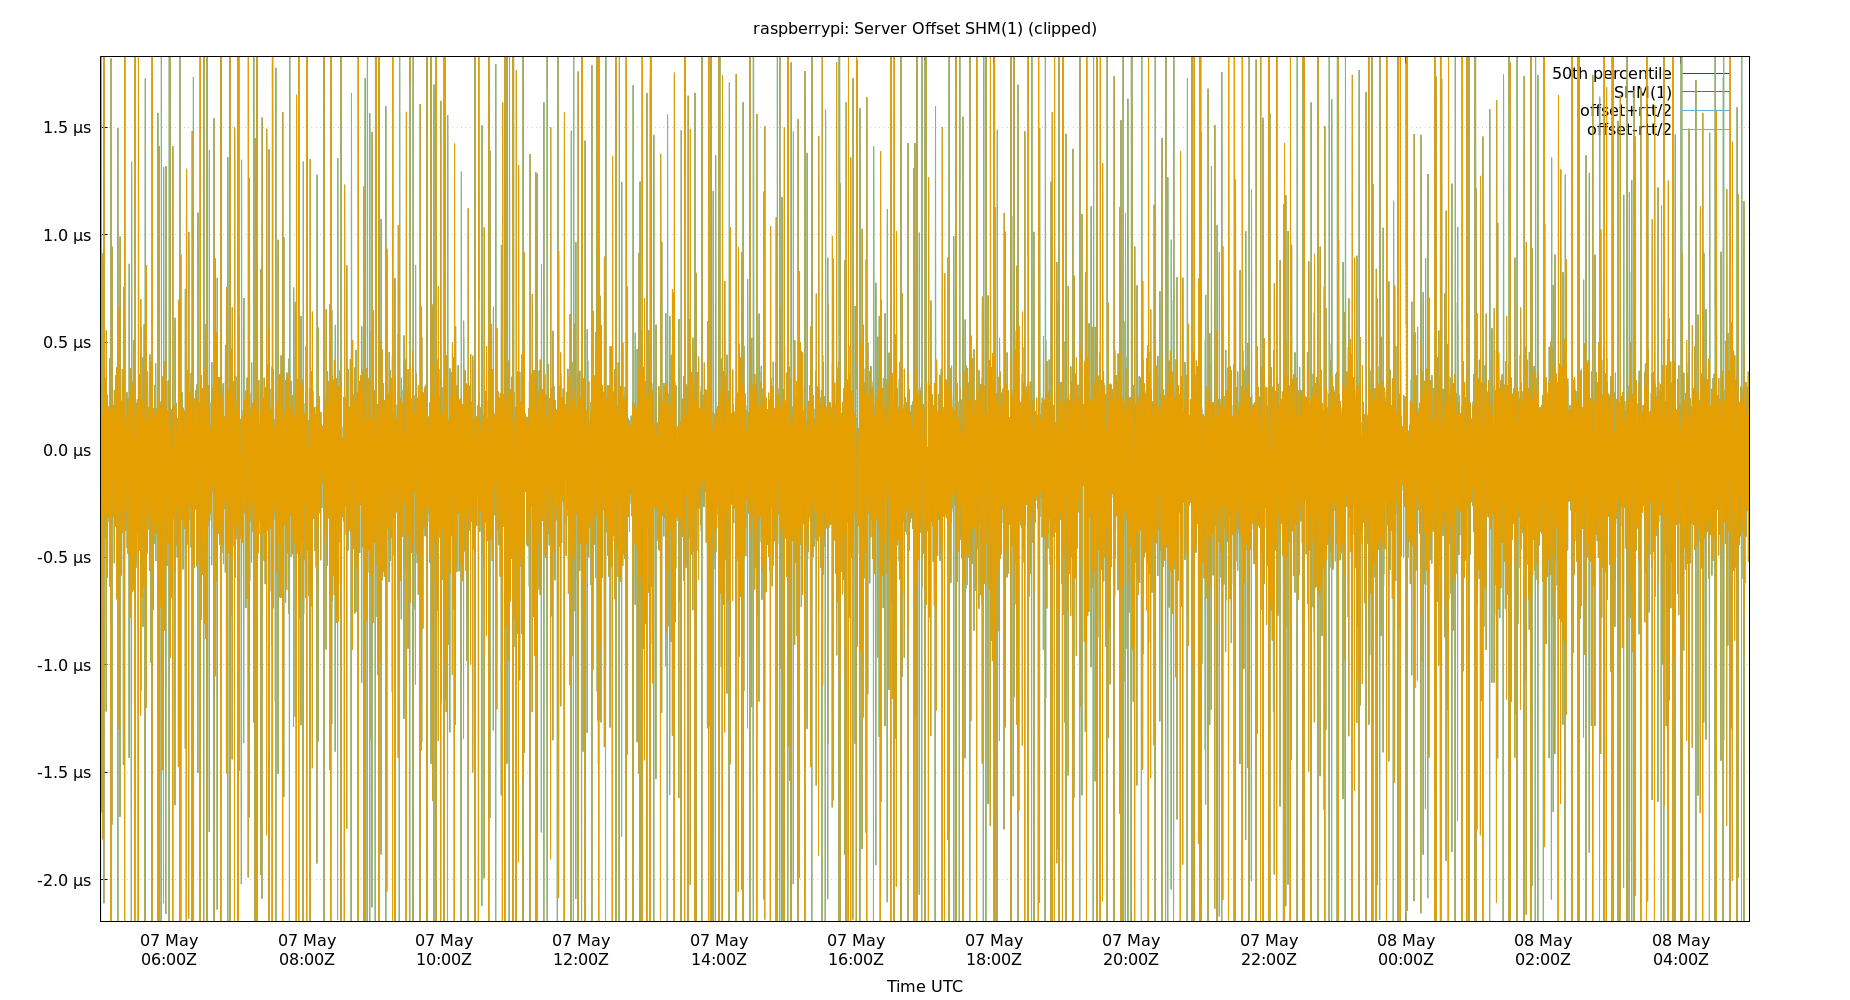 raspberrypi: Server Offset SHM(1) (clipped)
50th percentile
SHM(1)
offset+rtt/2
offset-rtt/2
1.5 µs
1.0 µs
0.5 µs
0.0 µs
-0.5 µs
-1.0 µs
-1.5 µs
-2.0 µs
07 May 07 May 07 May 07 May 07 May 07 May 07 May 07 May 07 May 08 May 08 May 08 May
06:00Z 08:00Z 10:00Z 12:00Z 14:00Z 16:00Z 18:00Z 20:00Z 22:00Z 00:00Z 02:00Z 04:00Z
Time UTC